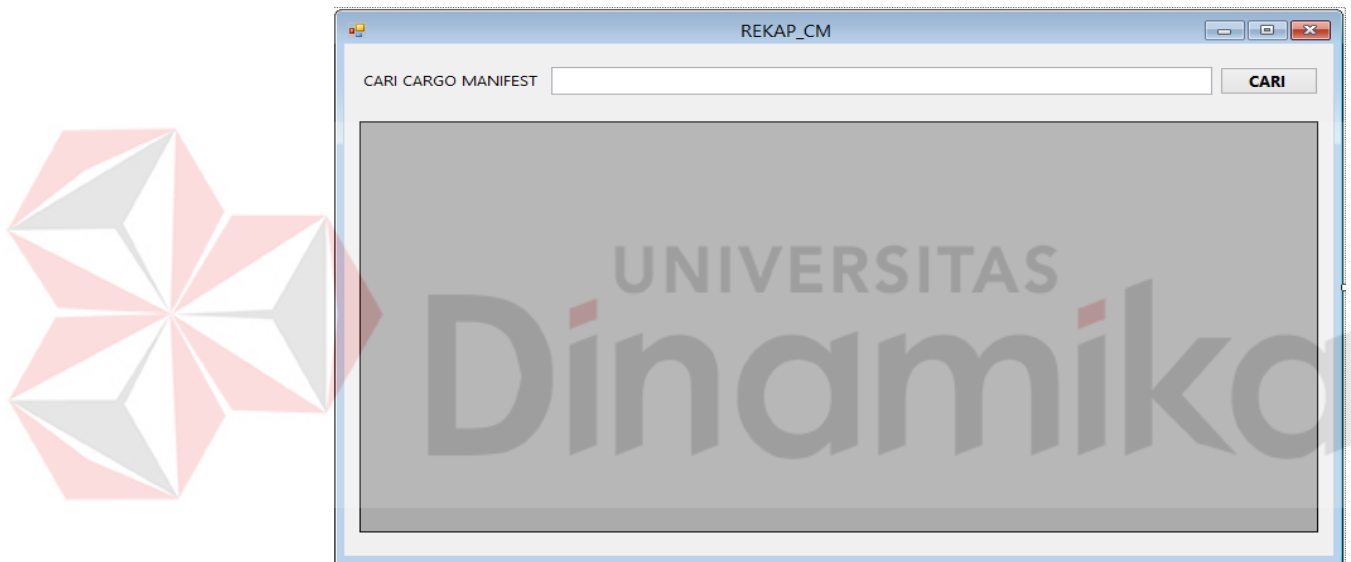 REKAP_CM
CARI CARGO MANIFEST
CARI
UNIVERSITAS
Dinamika